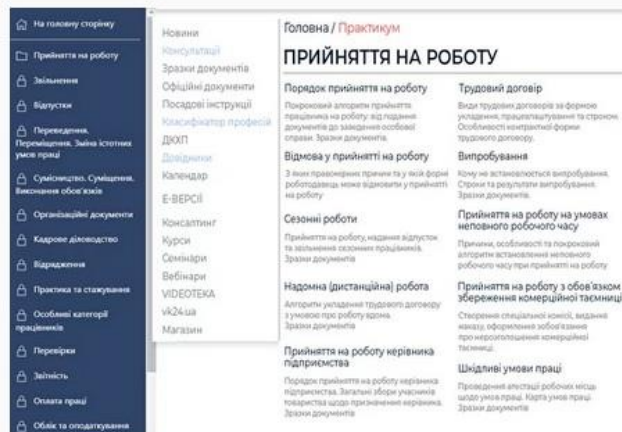 На головну сторінку
Прийняття на роботу
Звільнення
Відпустки
Переведення.
Переміщення. Зміна істотних
умов праці
Сумісництво. Суміщення.
Виконання обов'язків
Організаційні документи
Кадрове діловодство
Відрядження
Практика та стажування
Особливі категорії
працівників
Перевірки
Звітність
Оплата праці
Облік та оподаткування
Новини
Консультації
Зразки документів
Офіційні документи
Посадові інструкції
Класифікатор професій
ДКХП
Довідники
Календар
Е-ВЕРСІЇ
Консалтинг
Курси
Семінари
Вебінари
VIDEOТЕКА
vk24.ua
Магазин
Головна / Практикум
ПРИЙНЯТТЯ НА РОБОТУ
Порядок прийняття на роботу
Покроковий алгоритм прийняття
працівника на роботу: від подання
документів до заведення особової
справи. Зразки документів.
Відмова у прийнятті на роботу
З яких правомірних причин та у якій формі
роботодавець може відмовити у прийнятті
на роботу
Сезонні роботи
Прийняття на роботу, надання відпусток
та звільнення сезонних працівників.
Зразки документів
Надомна (дистанційна) робота
Алгоритм укладення трудового договору
з умовою про роботу вдома.
Зразки документів
Прийняття на роботу керівника
підприємства
Порядок прийняття на роботу керівника
підприємства. Загальні збори учасників
товариства щодо призначення керівника.
Зразки документів
Трудовий договір
Види трудових договорів за формою
укладення, працевлаштуванні та строком.
Особливості контрактної форми
трудового договору.
Випробування
Кому не встановлюється випробування.
Строки та результати випробування.
Зразки документів.
Прийняття на роботу на умовах
неповного робочого часу
Причини, особливості та покроковий
алгоритм встановлення неповного
робочого часу при прийнятті на роботу
Прийняття на роботу з обов'язком
збереження комерційної таємниці
Створення спеціальної комісії, видання
наказу, оформлення зобов'язання
про нерозголошення комерційної
таємниці.
Шкідливі умови праці
Проведення атестації робочих місць
щодо умов праці. Карта умов праці.
Зразки документів